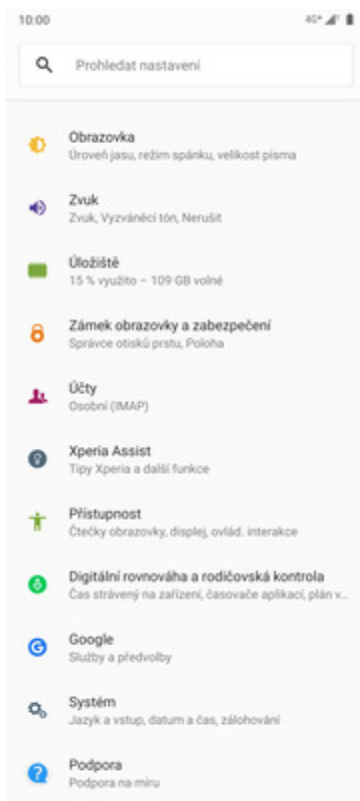 10:00
4G+
Prohledat nastavení
Obrazovka
Úroveň jasu, režim spánku, velikost písma
Zvuk
Zvuk, Vyzváněcí tón, Nerušit
Úložiště
15 % využito – 109 GB volné
Zámek obrazovky a zabezpečení
Správce otisků prstu, Poloha
Účty
Osobní (IMAP)
Xperia Assist
Tipy Xperia a další funkce
Přístupnost
Čtečky obrazovky, displej, ovlád. interakce
Digitální rovnováha a rodičovská kontrola
Čas strávený na zařízení, časovače aplikací, plán v...
Google
Služby a předvolby
Systém
Jazyk a vstup, datum a čas, zálohování
Podpora
Podpora na míru